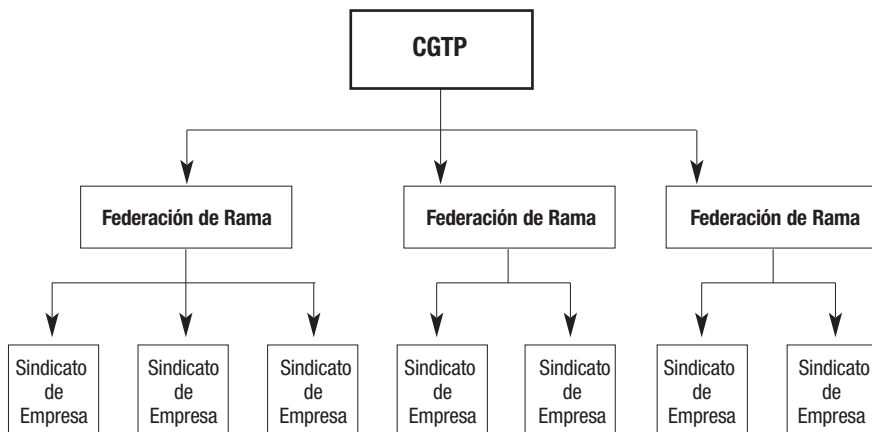 CGTP
Federación de Rama
Federación de Rama
Federación de Rama
Sindicato
de
Empresa
Sindicato
de
Empresa
Sindicato
de
Empresa
Sindicato
de
Empresa
Sindicato
de
Empresa
Sindicato
de
Empresa
Sindicato
de
Empresa